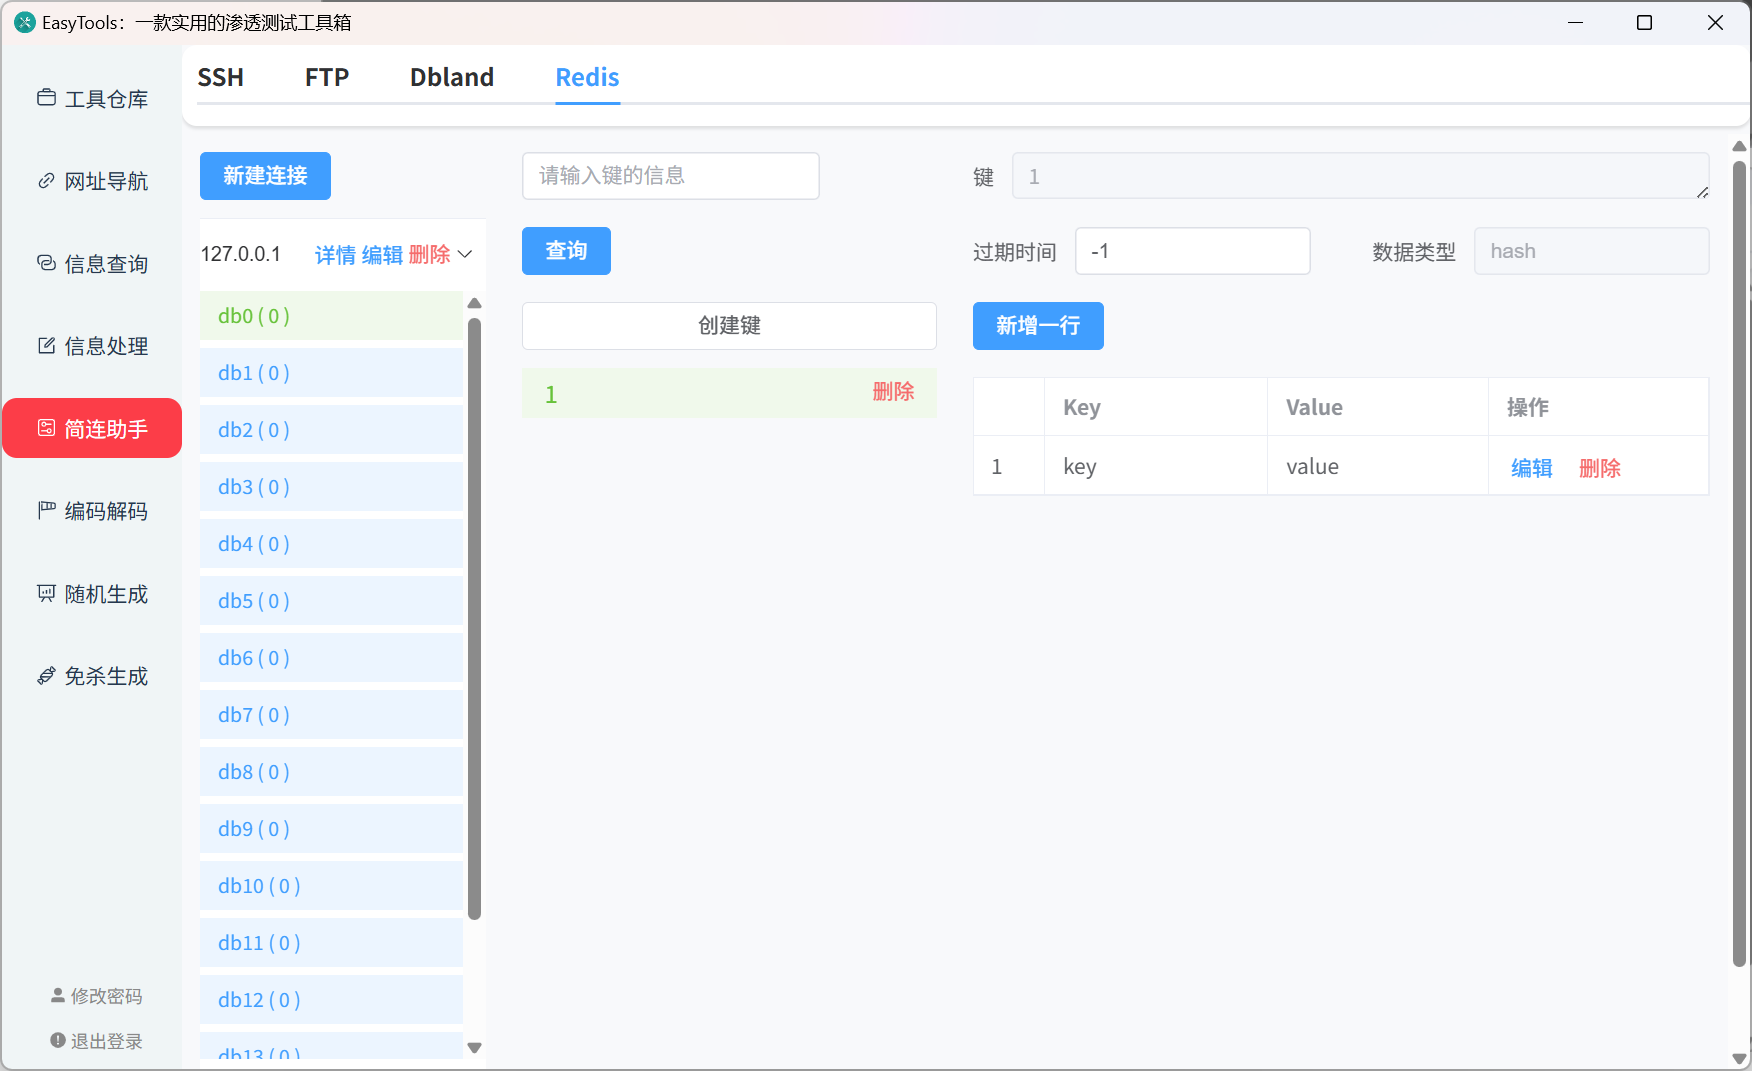 EasyTools：一款实用的渗透测试工具箱
SSH FTP Dbland Redis
工具仓库
网址导航
信息查询
信息处理
简连助手
编码解码
随机生成
免杀生成
修改密码
退出登录
新建连接
127.0.0.1 详情 编辑 删除
db0 ( 0 )
db1 ( 0 )
db2 ( 0 )
db3 ( 0 )
db4 ( 0 )
db5 ( 0 )
db6 ( 0 )
db7 ( 0 )
db8 ( 0 )
db9 ( 0 )
db10 ( 0 )
db11 ( 0 )
db12 ( 0 )
db13 ( 0 )
请输入键的信息
查询
创建键
1 删除
键 1
过期时间 -1 数据类型 hash
新增一行
Key Value 操作
1 key value 编辑 删除